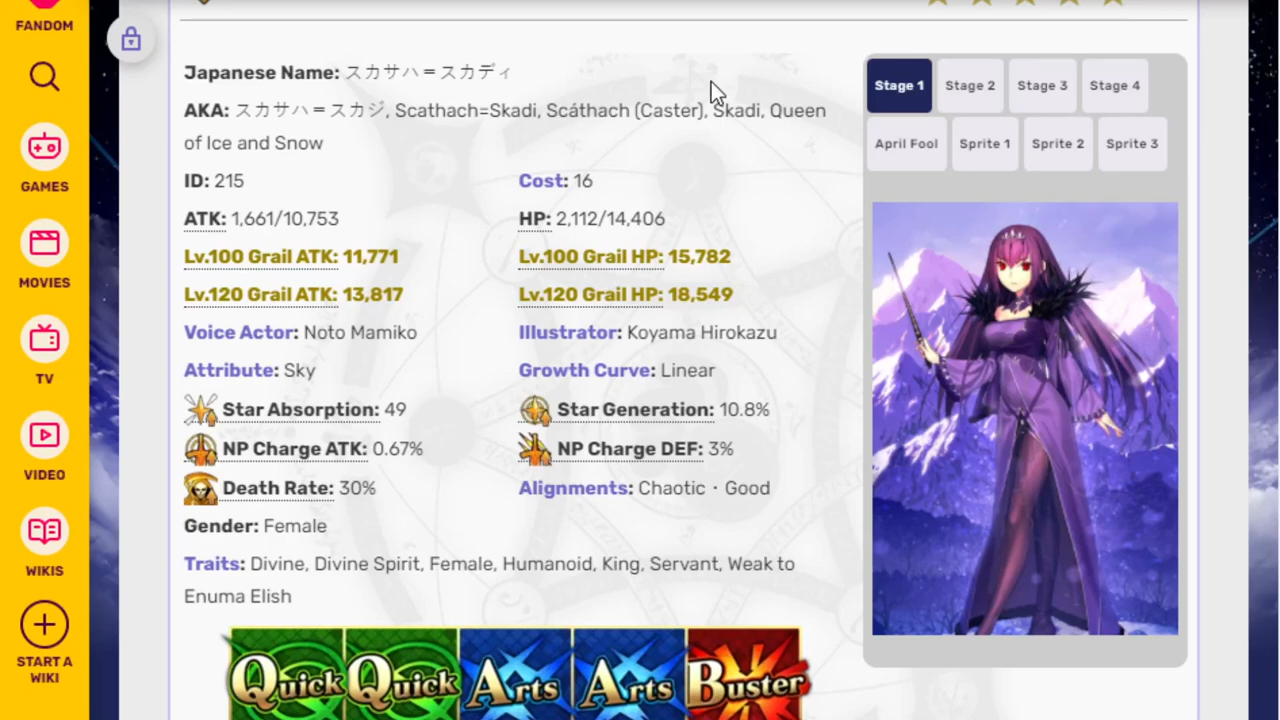 FANDOM
GAMES
MOVIES
TV
VIDEO
WIKIS
START A
WIKI
Japanese Name: スカサハ＝スカディ
AKA: スカサハ＝スカジ, Scathach=Skadi, Scáthach (Caster), Skadi, Queen
of Ice and Snow
ID: 215
Cost: 16
ATK: 1,661/10,753
HP: 2,112/14,406
Lv.100 Grail ATK: 11,771
Lv.100 Grail HP: 15,782
Lv.120 Grail ATK: 13,817
Lv.120 Grail HP: 18,549
Voice Actor: Noto Mamiko
Illustrator: Koyama Hirokazu
Attribute: Sky
Growth Curve: Linear
Star Absorption: 49
Star Generation: 10.8%
NP Charge ATK: 0.67%
NP Charge DEF: 3%
Death Rate: 30%
Alignments: Chaotic・Good
Gender: Female
Traits: Divine, Divine Spirit, Female, Humanoid, King, Servant, Weak to
Enuma Elish
Quick Quick Arts Arts Buster
Stage 1 Stage 2 Stage 3 Stage 4
April Fool Sprite 1 Sprite 2 Sprite 3